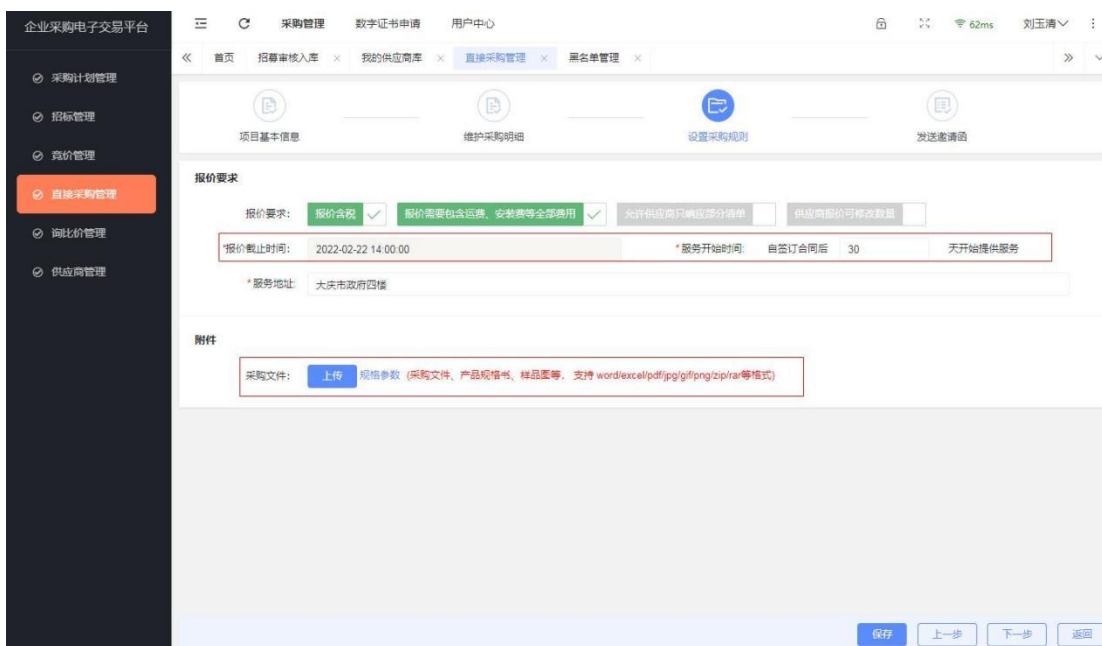 企业采购电子交易平台
采购管理 数字证书申请 用户中心 62ms 刘玉清
首页 招募审核入库 × 我的供应商库 × 直接采购管理 × 黑名单管理 ×
采购计划管理
招标管理
竞价管理
直接采购管理
询比价管理
供应商管理
项目基本信息 维护采购明细 设置采购规则 发送邀请函
报价要求
报价要求: 报价含税 报价需要包含运费、安装费等全部费用 允许供应商只响应部分清单 供应商报价可修改数量
*报价截止时间: 2022-02-22 14:00:00 *服务开始时间: 自签订合同后 30 天开始提供服务
*服务地址: 大庆市政府四楼
附件
采购文件: 上传 规格参数 (采购文件、产品规格书、样品图等, 支持 word/excel/pdf/jpg/gif/png/zip/rar等格式)
保存 上一步 下一步 返回